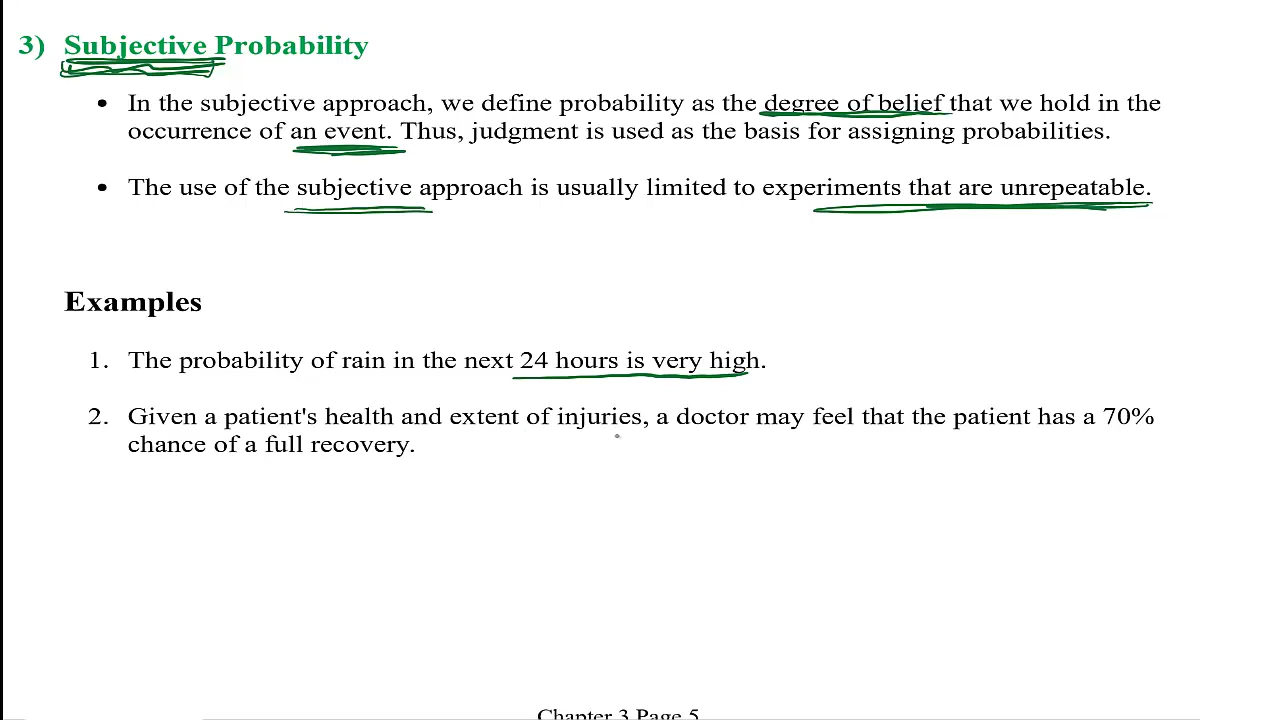 3) Subjective Probability
• In the subjective approach, we define probability as the degree of belief that we hold in the
occurrence of an event. Thus, judgment is used as the basis for assigning probabilities.
• The use of the subjective approach is usually limited to experiments that are unrepeatable.
Examples
1. The probability of rain in the next 24 hours is very high.
2. Given a patient's health and extent of injuries, a doctor may feel that the patient has a 70%
chance of a full recovery.
Chapter 3 Page 5